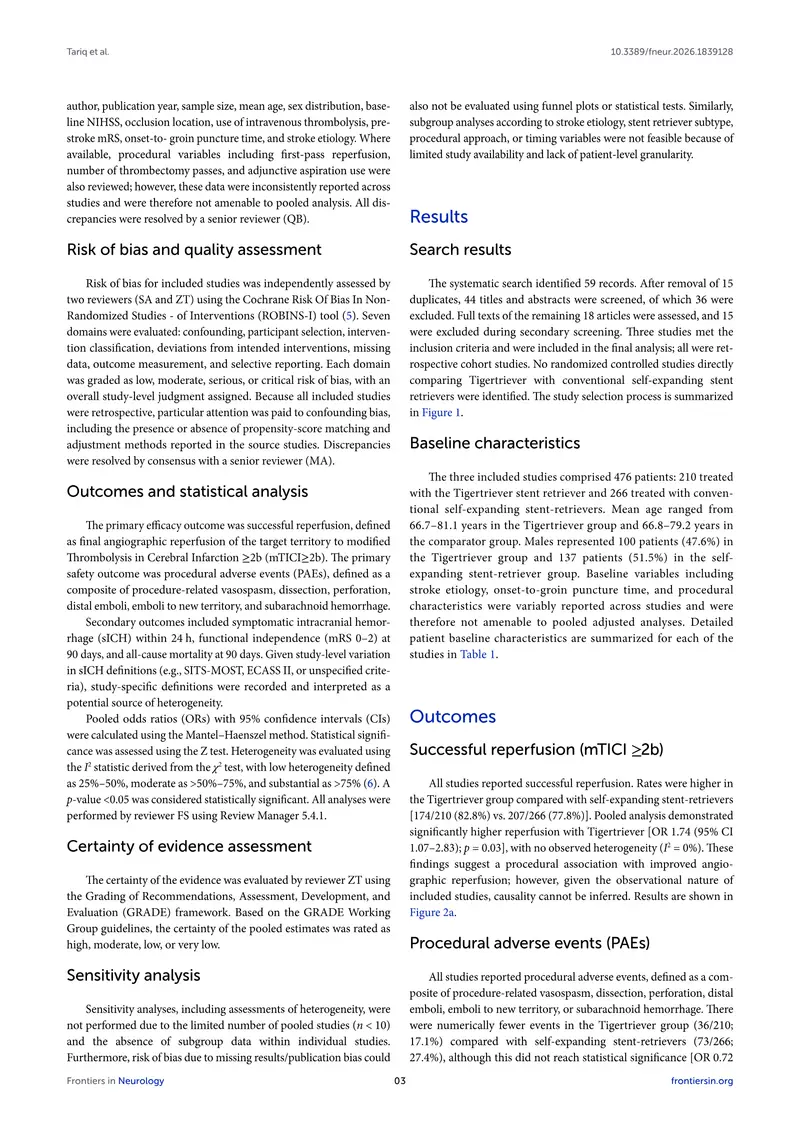 Tariq et al.
10.3389/fneur.2026.1839128
author, publication year, sample size, mean age, sex distribution, base-
line NIHSS, occlusion location, use of intravenous thrombolysis, pre-
stroke mRS, onset-to- groin puncture time, and stroke etiology. Where
available, procedural variables including first-pass reperfusion,
number of thrombectomy passes, and adjunctive aspiration use were
also reviewed; however, these data were inconsistently reported across
studies and were therefore not amenable to pooled analysis. All dis-
crepancies were resolved by a senior reviewer (QB).
Risk of bias and quality assessment
Risk of bias for included studies was independently assessed by
two reviewers (SA and ZT) using the Cochrane Risk Of Bias In Non-
Randomized Studies - of Interventions (ROBINS-I) tool (5). Seven
domains were evaluated: confounding, participant selection, interven-
tion classification, deviations from intended interventions, missing
data, outcome measurement, and selective reporting. Each domain
was graded as low, moderate, serious, or critical risk of bias, with an
overall study-level judgment assigned. Because all included studies
were retrospective, particular attention was paid to confounding bias,
including the presence or absence of propensity-score matching and
adjustment methods reported in the source studies. Discrepancies
were resolved by consensus with a senior reviewer (MA).
Outcomes and statistical analysis
The primary efficacy outcome was successful reperfusion, defined
as final angiographic reperfusion of the target territory to modified
Thrombolysis in Cerebral Infarction ≥2b (mTICI≥2b). The primary
safety outcome was procedural adverse events (PAEs), defined as a
composite of procedure-related vasospasm, dissection, perforation,
distal emboli, emboli to new territory, and subarachnoid hemorrhage.
Secondary outcomes included symptomatic intracranial hemor-
rhage (sICH) within 24 h, functional independence (mRS 0–2) at
90 days, and all-cause mortality at 90 days. Given study-level variation
in sICH definitions (e.g., SITS-MOST, ECASS II, or unspecified crite-
ria), study-specific definitions were recorded and interpreted as a
potential source of heterogeneity.
Pooled odds ratios (ORs) with 95% confidence intervals (CIs)
were calculated using the Mantel–Haenszel method. Statistical signifi-
cance was assessed using the Z test. Heterogeneity was evaluated using
the I² statistic derived from the χ² test, with low heterogeneity defined
as 25%–50%, moderate as >50%–75%, and substantial as >75% (6). A
p-value <0.05 was considered statistically significant. All analyses were
performed by reviewer FS using Review Manager 5.4.1.
Certainty of evidence assessment
The certainty of the evidence was evaluated by reviewer ZT using
the Grading of Recommendations, Assessment, Development, and
Evaluation (GRADE) framework. Based on the GRADE Working
Group guidelines, the certainty of the pooled estimates was rated as
high, moderate, low, or very low.
Sensitivity analysis
Sensitivity analyses, including assessments of heterogeneity, were
not performed due to the limited number of pooled studies (n < 10)
and the absence of subgroup data within individual studies.
Furthermore, risk of bias due to missing results/publication bias could
also not be evaluated using funnel plots or statistical tests. Similarly,
subgroup analyses according to stroke etiology, stent retriever subtype,
procedural approach, or timing variables were not feasible because of
limited study availability and lack of patient-level granularity.
Results
Search results
The systematic search identified 59 records. After removal of 15
duplicates, 44 titles and abstracts were screened, of which 36 were
excluded. Full texts of the remaining 18 articles were assessed, and 15
were excluded during secondary screening. Three studies met the
inclusion criteria and were included in the final analysis; all were ret-
rospective cohort studies. No randomized controlled studies directly
comparing Tigertriever with conventional self-expanding stent
retrievers were identified. The study selection process is summarized
in Figure 1.
Baseline characteristics
The three included studies comprised 476 patients: 210 treated
with the Tigertriever stent retriever and 266 treated with conven-
tional self-expanding stent-retrievers. Mean age ranged from
66.7–81.1 years in the Tigertriever group and 66.8–79.2 years in
the comparator group. Males represented 100 patients (47.6%) in
the Tigertriever group and 137 patients (51.5%) in the self-
expanding stent-retriever group. Baseline variables including
stroke etiology, onset-to-groin puncture time, and procedural
characteristics were variably reported across studies and were
therefore not amenable to pooled adjusted analyses. Detailed
patient baseline characteristics are summarized for each of the
studies in Table 1.
Outcomes
Successful reperfusion (mTICI ≥2b)
All studies reported successful reperfusion. Rates were higher in
the Tigertriever group compared with self-expanding stent-retrievers
[174/210 (82.8%) vs. 207/266 (77.8%)]. Pooled analysis demonstrated
significantly higher reperfusion with Tigertriever [OR 1.74 (95% CI
1.07–2.83); p = 0.03], with no observed heterogeneity (I² = 0%). These
findings suggest a procedural association with improved angio-
graphic reperfusion; however, given the observational nature of
included studies, causality cannot be inferred. Results are shown in
Figure 2a.
Procedural adverse events (PAEs)
All studies reported procedural adverse events, defined as a com-
posite of procedure-related vasospasm, dissection, perforation, distal
emboli, emboli to new territory, or subarachnoid hemorrhage. There
were numerically fewer events in the Tigertriever group (36/210;
17.1%) compared with self-expanding stent-retrievers (73/266;
27.4%), although this did not reach statistical significance [OR 0.72
Frontiers in Neurology
03
frontiersin.org